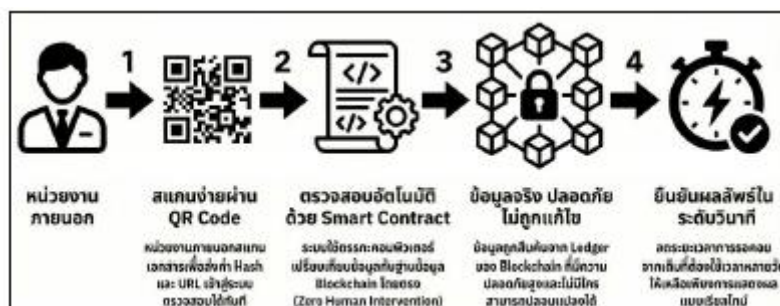 1
2
3
4
หน่วยงาน
ภายนอก
สแกนง่ายผ่าน
QR Code
หน่วยงานภายนอกสแกน
เอกสารเพื่อส่งค่า Hash
และ URL เข้าสู่ระบบ
ตรวจสอบได้ทันที
ตรวจสอบอัตโนมัติ
ด้วย Smart Contract
ระบบใช้ตรรกะคอมพิวเตอร์
เปรียบเทียบข้อมูลกับฐานข้อมูล
Blockchain โดยตรง
(Zero Human Intervention)
ข้อมูลจริง ปลอดภัย
ไม่ถูกแก้ไข
ข้อมูลถูกสืบค้นจาก Ledger
ของ Blockchain ที่มีความ
ปลอดภัยสูงและไม่มีใคร
สามารถปลอมแปลงได้
ยืนยันผลลัพธ์ใน
ระดับวินาที
ลดระยะเวลาการรอคอย
จากเดิมที่ต้องใช้เวลาหลายวัน
ให้เหลือเพียงการแสดงผล
แบบเรียลไทม์